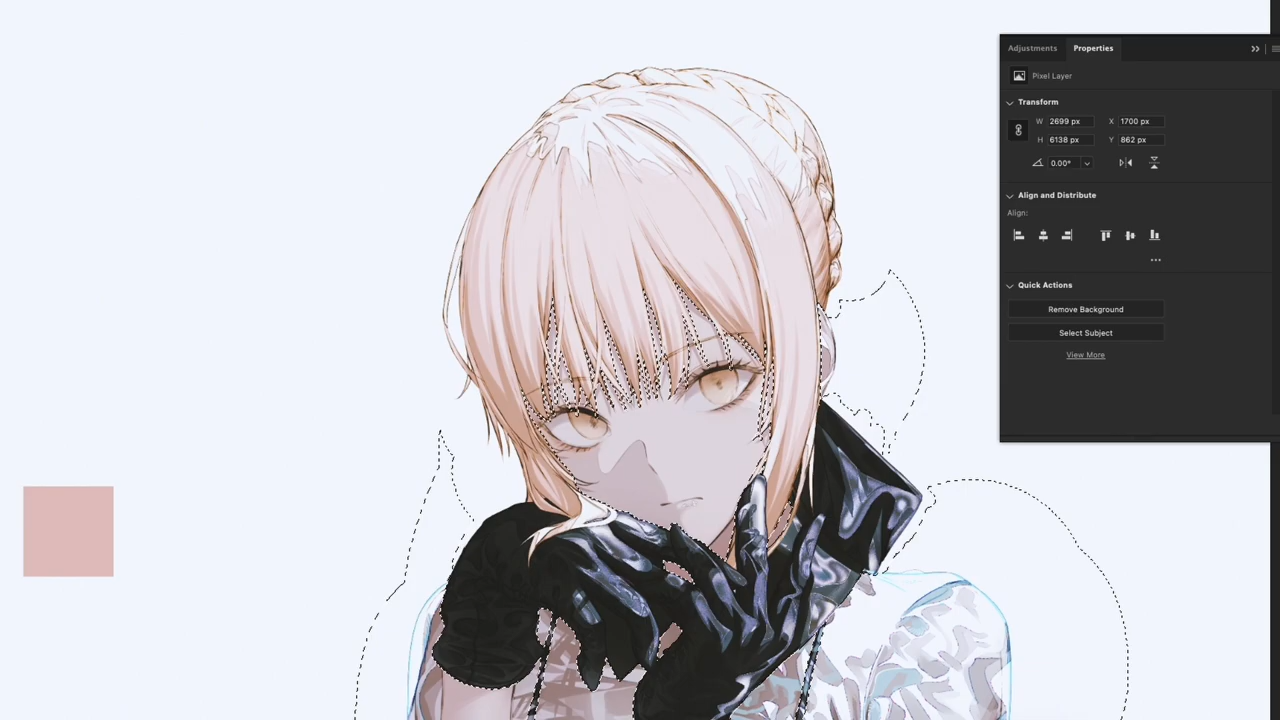 Adjustments Properties
Pixel Layer
Transform
W 2699 px X 1700 px
H 6138 px Y 862 px
0.00°
Align and Distribute
Align:
Quick Actions
Remove Background
Select Subject
View More